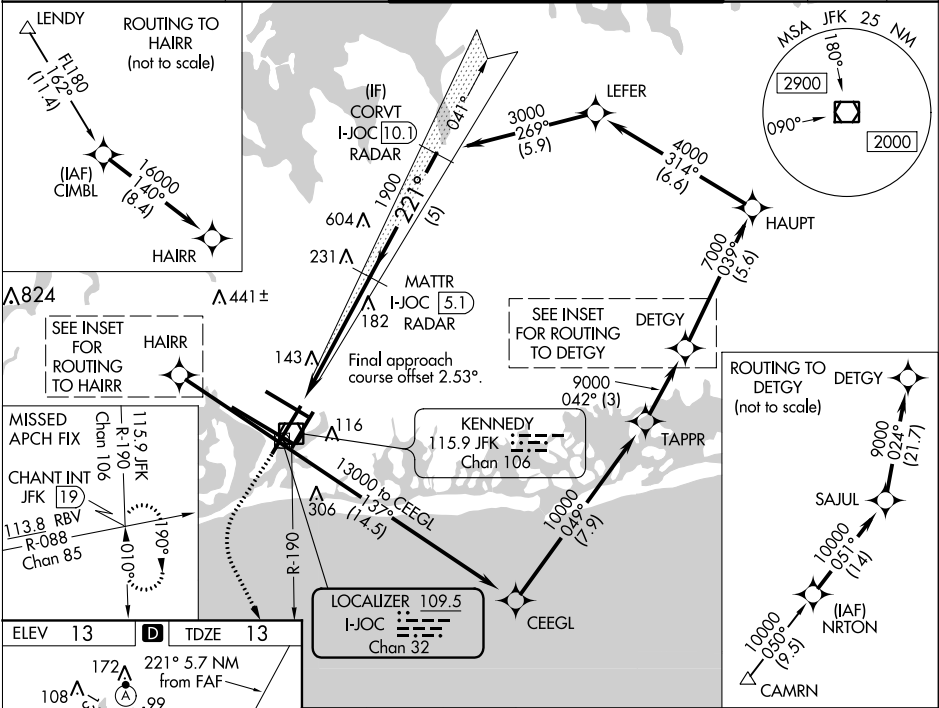 LENDY
ROUTING TO
HAIRR
(not to scale)
FL180
162°
(11.4)
(IAF)
CIMBL
16000
140°
(8.4)
HAIRR
(IF)
CORVT
I-JOC 10.1
RADAR
041°
1900
221°
(5)
3000
269°
(5.9)
LEFER
4000
314°
(6.6)
HAUPT
7000
039°
(5.6)
MSA JFK 25 NM
180°
2900
090°
2000
604
231
MATTR
I-JOC 5.1
RADAR
182
824
441±
143
Final approach
course offset 2.53°.
SEE INSET
FOR
ROUTING
TO HAIRR
HAIRR
SEE INSET
FOR ROUTING
TO DETGY
DETGY
9000
042° (3)
TAPPR
KENNEDY
115.9 JFK
Chan 106
116
306
13000 to CEEGL
137°
(14.5)
10000
049°
(7.9)
CEEGL
R-190
LOCALIZER 109.5
I-JOC
Chan 32
MISSED
APCH FIX
115.9 JFK
R-190
Chan 106
CHANT INT
JFK 19
113.8 RBV
R-088
Chan 85
010°
190°
ROUTING TO
DETGY
(not to scale)
DETGY
9000
024°
(21.7)
SAJUL
10000
051°
(14)
(IAF)
NRTON
10000
050°
(9.5)
CAMRN
ELEV 13
D
TDZE 13
172
221° 5.7 NM
from FAF
108
A
99